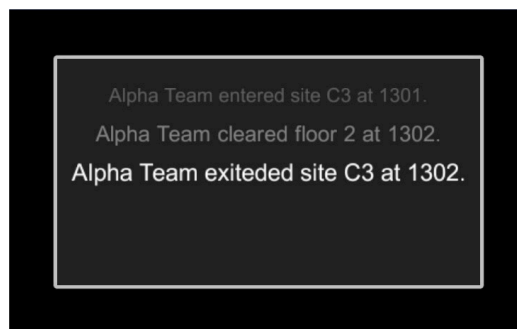 Alpha Team entered site C3 at 1301.
Alpha Team cleared floor 2 at 1302.
Alpha Team exiteded site C3 at 1302.